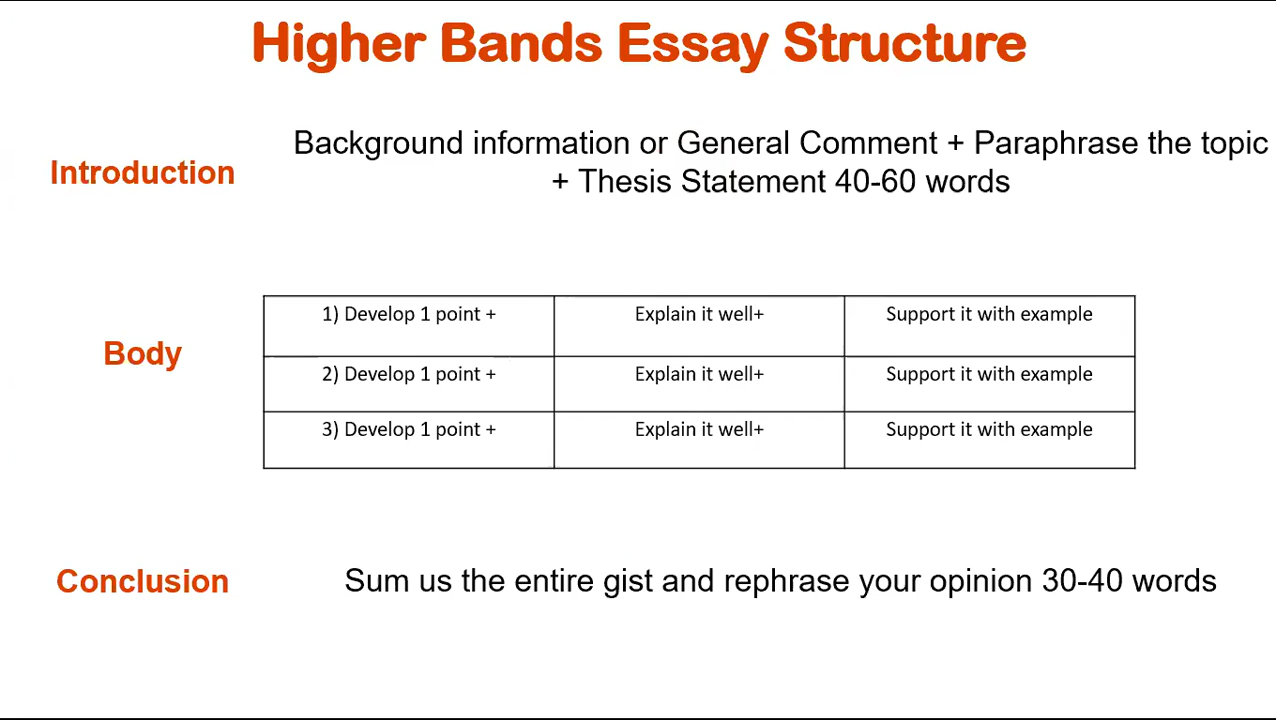 Higher Bands Essay Structure
Background information or General Comment + Paraphrase the topic
Introduction
+ Thesis Statement 40-60 words
1) Develop 1 point + Explain it well+ Support it with example
Body
2) Develop 1 point + Explain it well+ Support it with example
3) Develop 1 point + Explain it well+ Support it with example
Conclusion Sum us the entire gist and rephrase your opinion 30-40 words